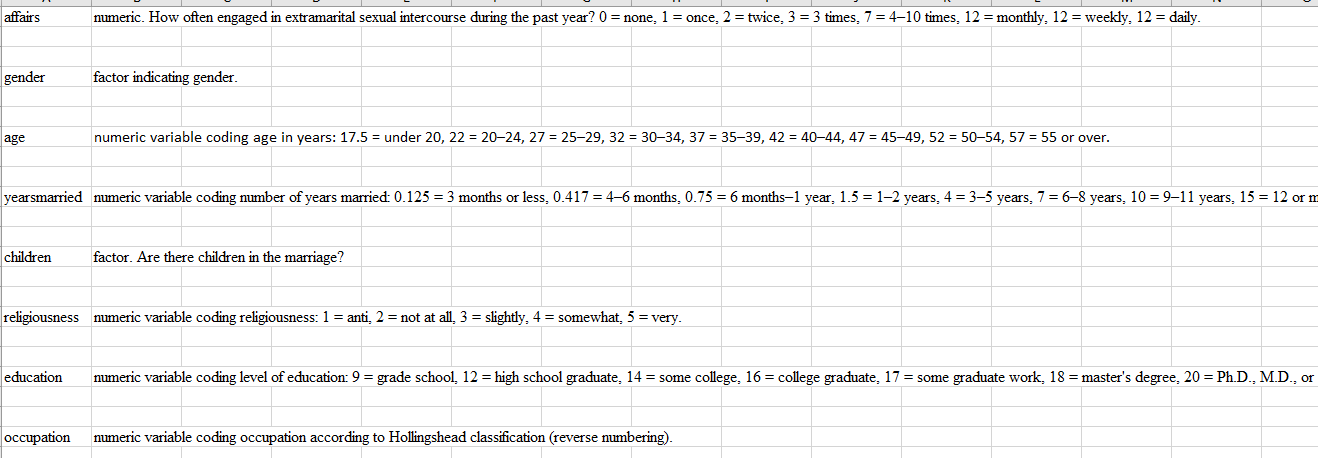 affairs numeric. How often engaged in extramarital sexual intercourse during the past year? 0 = none, 1 = once, 2 = twice, 3 = 3 times, 7 = 4–10 times, 12 = monthly, 12 = weekly, 12 = daily.
gender factor indicating gender.
age numeric variable coding age in years: 17.5 = under 20, 22 = 20–24, 27 = 25–29, 32 = 30–34, 37 = 35–39, 42 = 40–44, 47 = 45–49, 52 = 50–54, 57 = 55 or over.
yearsmarried numeric variable coding number of years married: 0.125 = 3 months or less, 0.417 = 4–6 months, 0.75 = 6 months–1 year, 1.5 = 1–2 years, 4 = 3–5 years, 7 = 6–8 years, 10 = 9–11 years, 15 = 12 or
children factor. Are there children in the marriage?
religiousness numeric variable coding religiousness: 1 = anti, 2 = not at all, 3 = slightly, 4 = somewhat, 5 = very.
education numeric variable coding level of education: 9 = grade school, 12 = high school graduate, 14 = some college, 16 = college graduate, 17 = some graduate work, 18 = master's degree, 20 = Ph.D., M.D., or
occupation numeric variable coding occupation according to Hollingshead classification (reverse numbering).